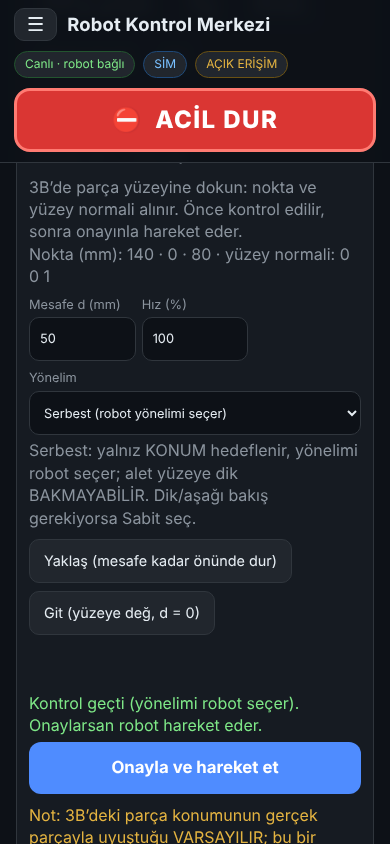 ☰ Robot Kontrol Merkezi
Canlı · robot bağlı SİM AÇIK ERİŞİM
⛔ ACİL DUR
3B’de parça yüzeyine dokun: nokta ve
yüzey normali alınır. Önce kontrol edilir,
sonra onayınla hareket eder.
Nokta (mm): 140 · 0 · 80 · yüzey normali: 0
0 1
Mesafe d (mm) Hız (%)
50 100
Yönelim
Serbest (robot yönelimi seçer)
Serbest: yalnız KONUM hedeflenir, yönelimi
robot seçer; alet yüzeye dik
BAKMAYABİLİR. Dik/aşağı bakış
gerekiyorsa Sabit seç.
Yaklaş (mesafe kadar önünde dur)
Git (yüzeye değ, d = 0)
Kontrol geçti (yönelimi robot seçer).
Onaylarsan robot hareket eder.
Onayla ve hareket et
Not: 3B’deki parça konumunun gerçek
parçayla uyuştuğu VARSAYILIR; bu bir